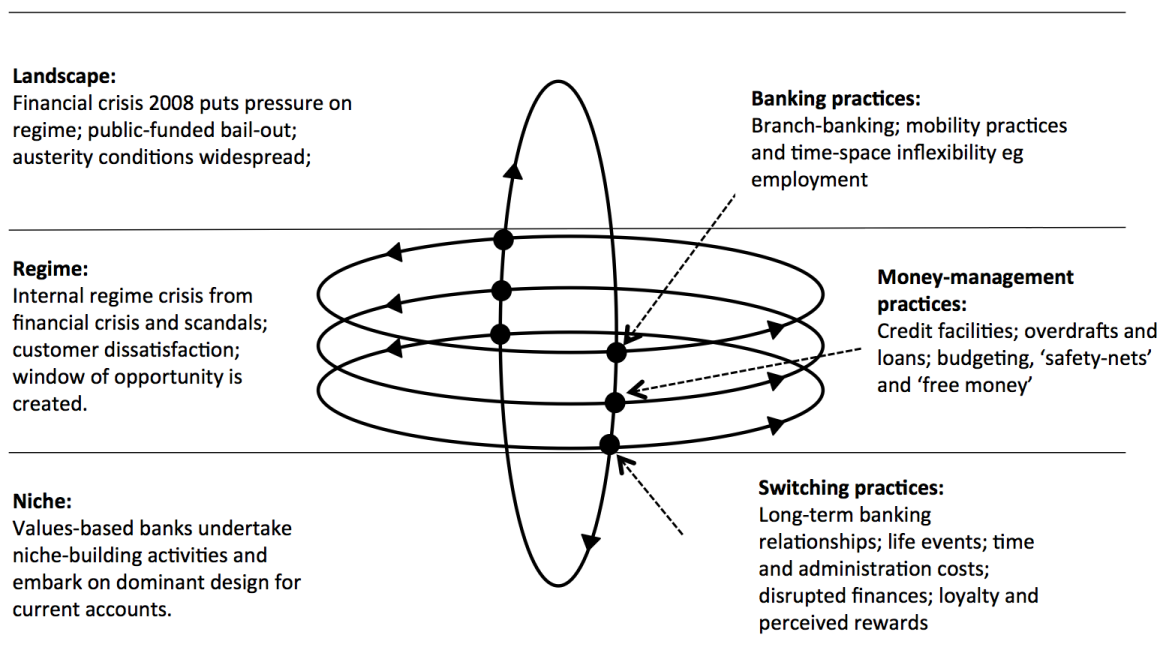 Landscape:
Financial crisis 2008 puts pressure on
regime; public-funded bail-out;
austerity conditions widespread;
Banking practices:
Branch-banking; mobility practices
and time-space inflexibility eg
employment
Regime:
Internal regime crisis from
financial crisis and scandals;
customer dissatisfaction;
window of opportunity is
created.
Money-management
practices:
Credit facilities; overdrafts and
loans; budgeting, ‘safety-nets’
and ‘free money’
Niche:
Values-based banks undertake
niche-building activities and
embark on dominant design for
current accounts.
Switching practices:
Long-term banking
relationships; life events; time
and administration costs;
disrupted finances; loyalty and
perceived rewards